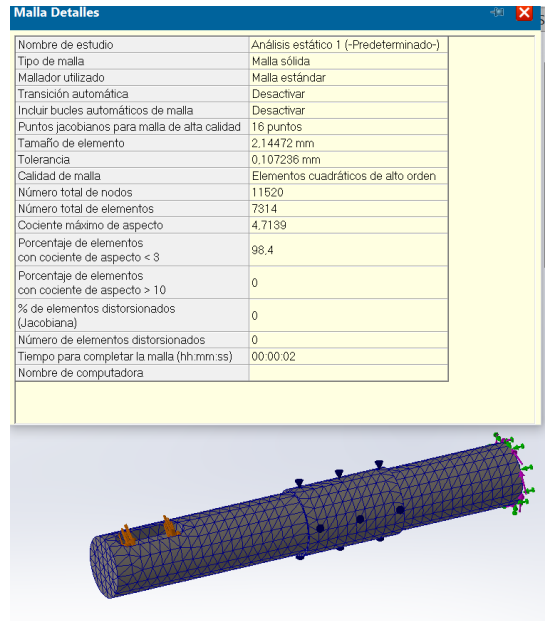 Malla Detalles
Nombre de estudio Análisis estático 1 (-Predeterminado-)
Tipo de malla Malla sólida
Mallador utilizado Malla estándar
Transición automática Desactivar
Incluir bucles automáticos de malla Desactivar
Puntos jacobianos para malla de alta calidad 16 puntos
Tamaño de elemento 2,14472 mm
Tolerancia 0,107236 mm
Calidad de malla Elementos cuadráticos de alto orden
Número total de nodos 11520
Número total de elementos 7314
Cociente máximo de aspecto 4,7139
Porcentaje de elementos
con cociente de aspecto < 3 98,4
Porcentaje de elementos
con cociente de aspecto > 10 0
% de elementos distorsionados
(Jacobiana) 0
Número de elementos distorsionados 0
Tiempo para completar la malla (hh:mm:ss) 00:00:02
Nombre de computadora